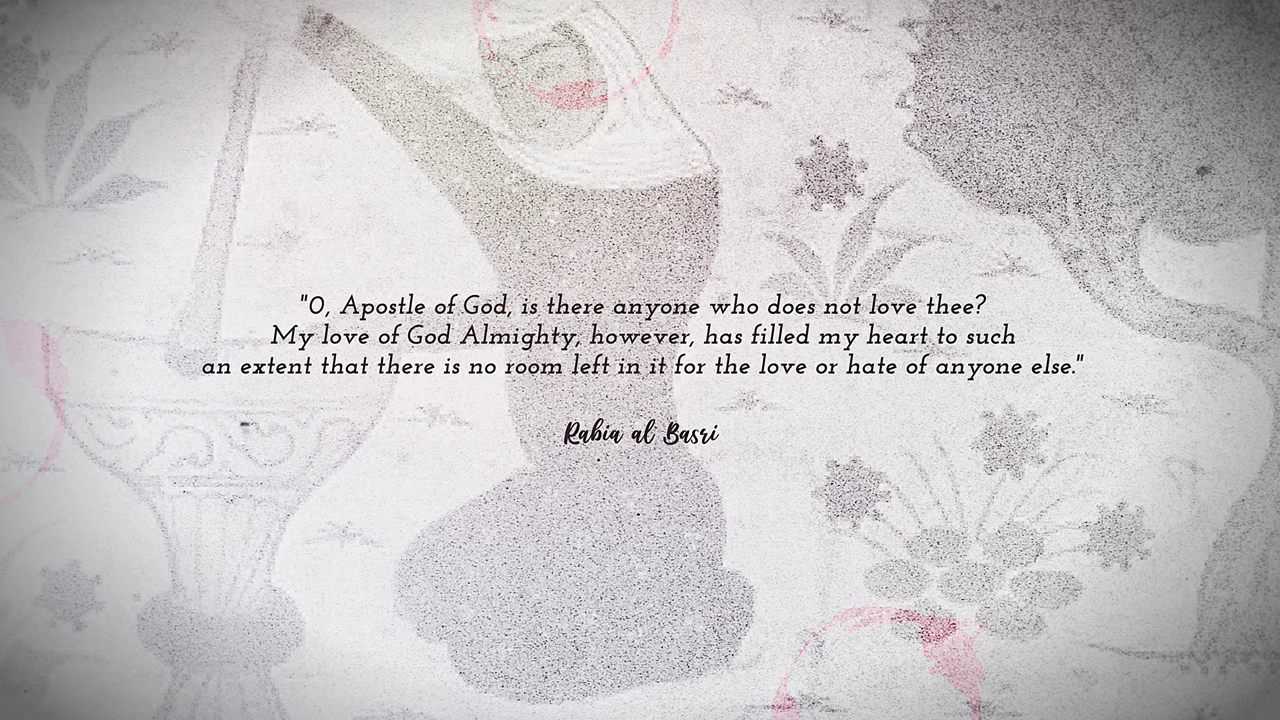 "O, Apostle of God, is there anyone who does not love thee?
My love of God Almighty, however, has filled my heart to such
an extent that there is no room left in it for the love or hate of anyone else."
Rabia al Basri